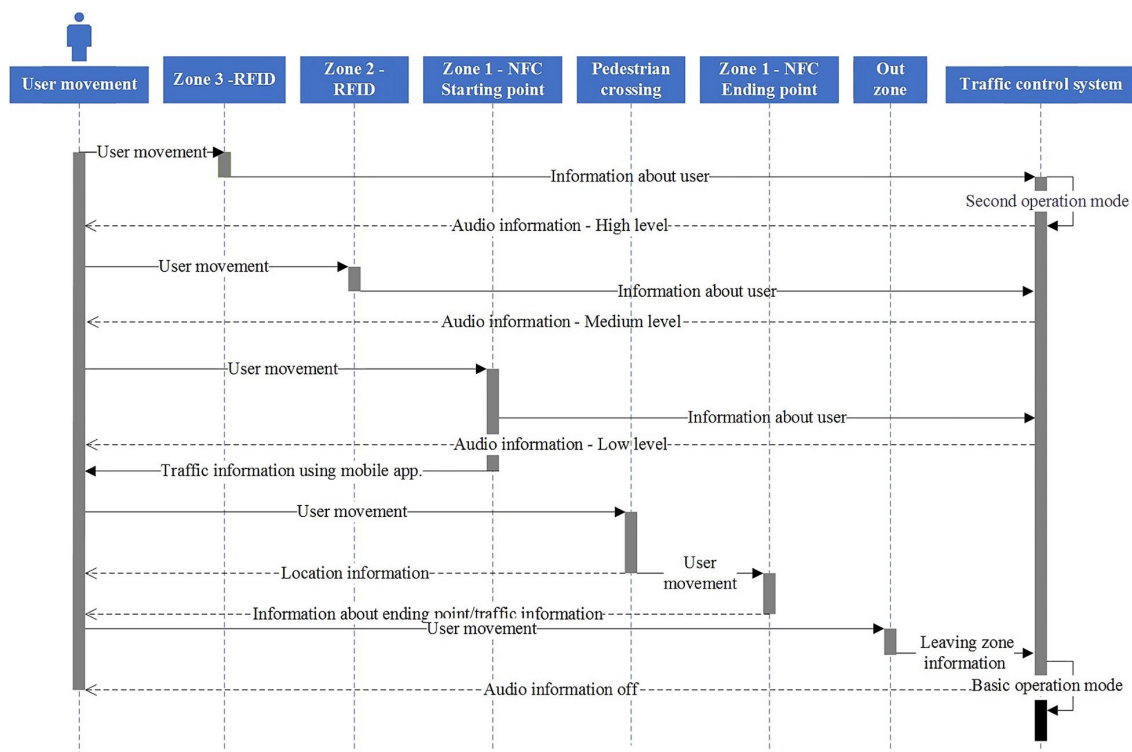 User movement
Zone 3 -RFID
Zone 2 -
RFID
Zone 1 - NFC
Starting point
Pedestrian
crossing
Zone 1 - NFC
Ending point
Out
zone
Traffic control system
User movement
Information about user
Second operation mode
Audio information - High level
User movement
Information about user
Audio information - Medium level
User movement
Information about user
Audio information - Low level
Traffic information using mobile app.
User movement
User
movement
Location information
Information about ending point/traffic information
User movement
Leaving zone
information
Basic operation mode
Audio information off